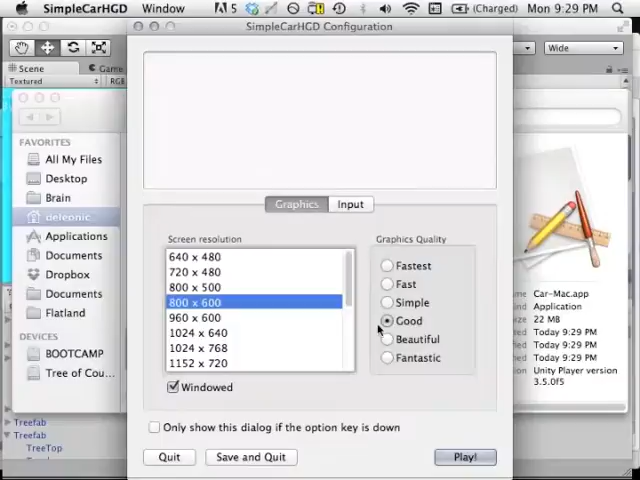 SimpleCarHGD Window 5 (Charged) Mon 9:29 PM
SimpleCarHGD Configuration
Wide
Scene Game
Textured RGB
FAVORITES
All My Files
Desktop
Brain
deleonic
Applications
Documents
Dropbox
Documents
Flatland
DEVICES
BOOTCAMP
Tree of Cou...
Treefab
Treefab
TreeTop
Graphics Input
Screen resolution
640 x 480
720 x 480
800 x 500
800 x 600
960 x 600
1024 x 640
1024 x 768
1152 x 720
Windowed
Graphics Quality
Fastest
Fast
Simple
Good
Beautiful
Fantastic
Only show this dialog if the option key is down
Quit Save and Quit Play!
Car-Mac.app
Application
22 MB
Today 9:29 PM
Today 9:29 PM
Today 9:29 PM
Unity Player version
3.5.0f5